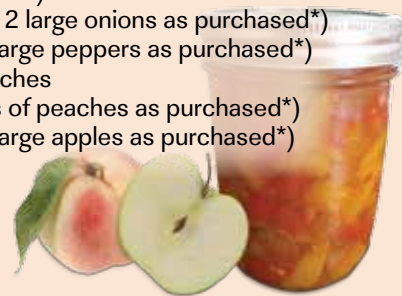 2 large onions as purchased*)
arge peppers as purchased*)
ches
s of peaches as purchased*)
arge apples as purchased*)